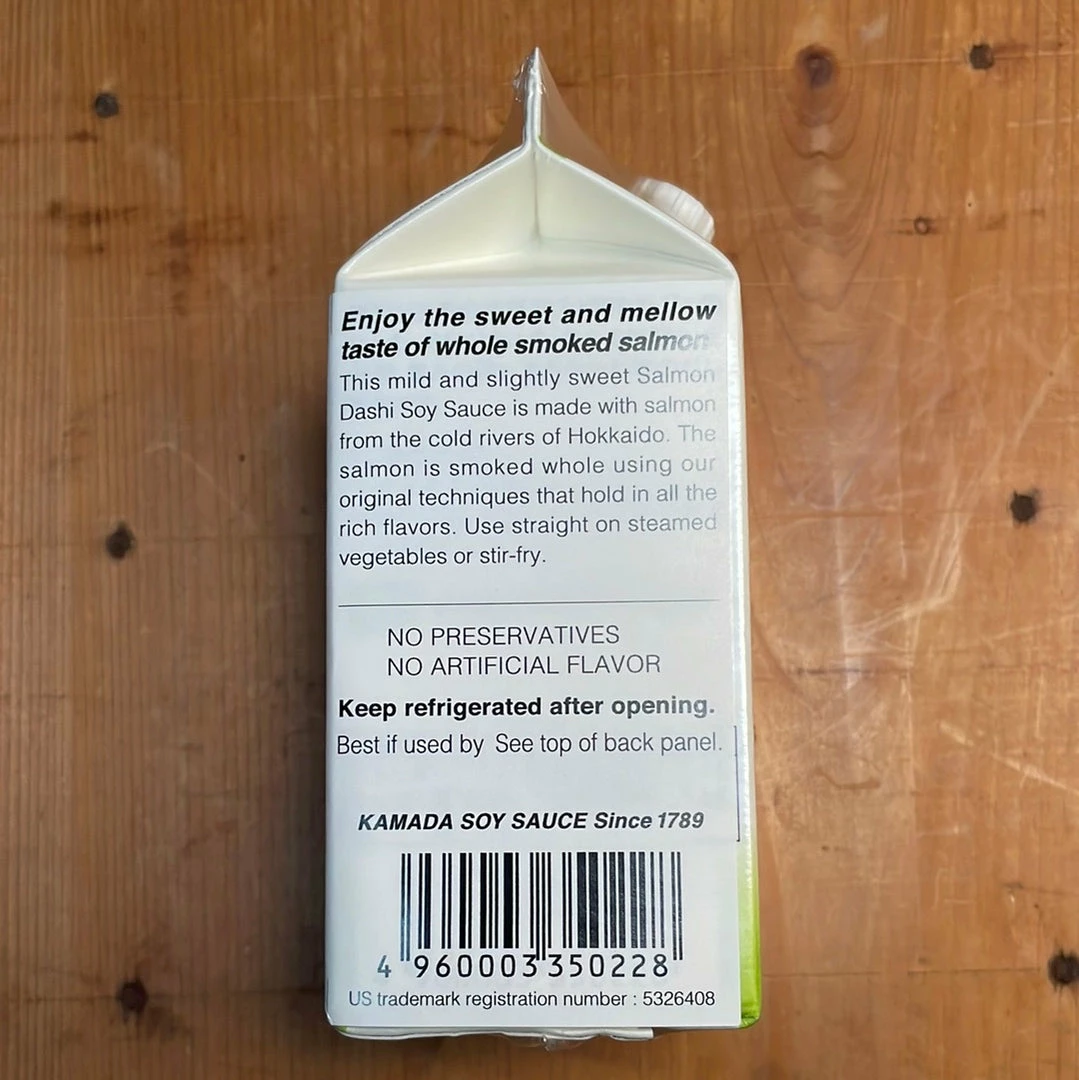 Enjoy the sweet and mellow
taste of whole smoked salmon
This mild and slightly sweet Salmon
Dashi Soy Sauce is made with salmon
from the cold rivers of Hokkaido. The
salmon is smoked whole using our
original techniques that hold in all the
rich flavors. Use straight on steamed
vegetables or stir-fry.
NO PRESERVATIVES
NO ARTIFICIAL FLAVOR
Keep refrigerated after opening.
Best if used by See top of back panel.
KAMADA SOY SAUCE Since 1789
4 960003 350228
US trademark registration number : 5326408